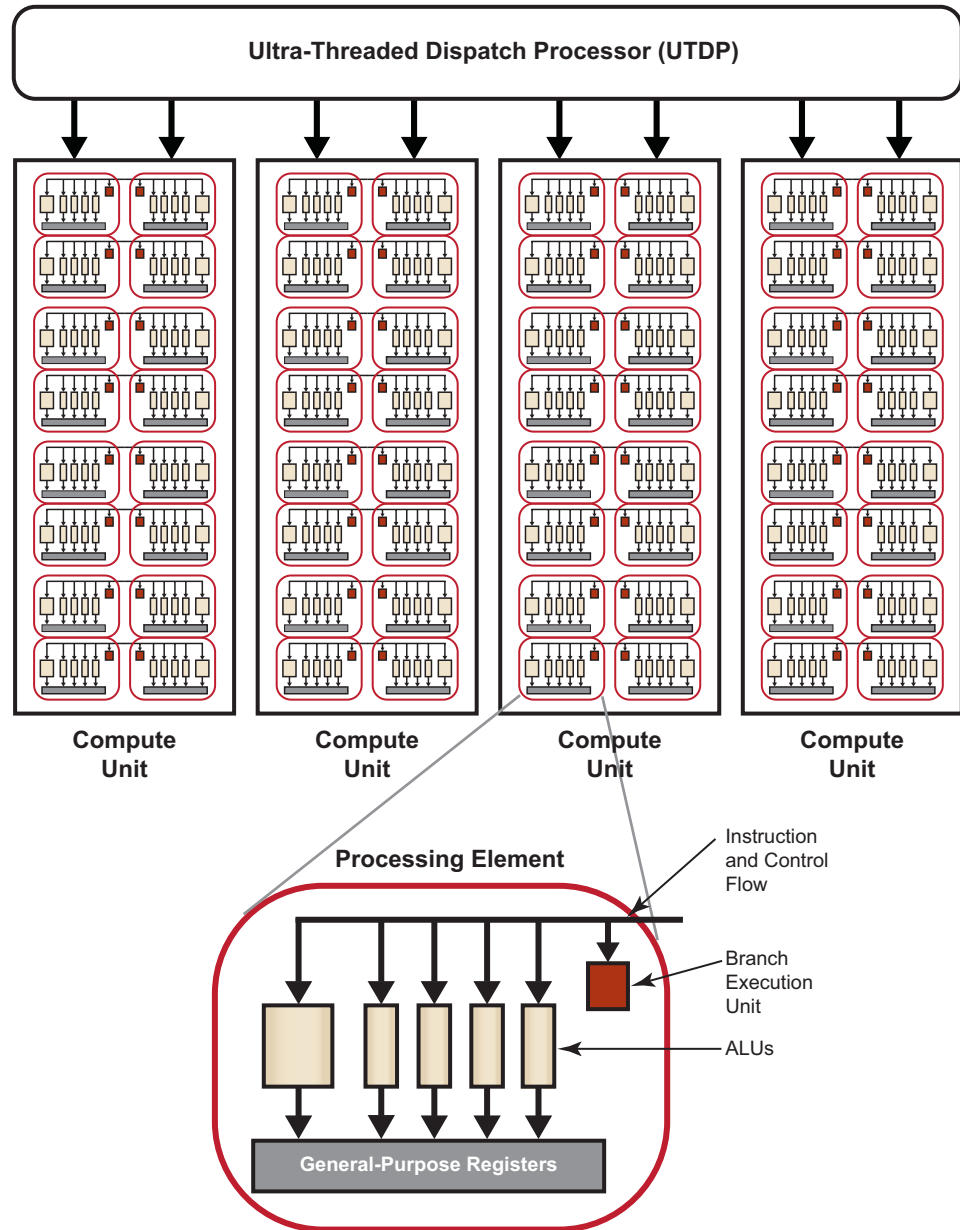 Ultra-Threaded Dispatch Processor (UTDP)
Compute
Unit
Compute
Unit
Compute
Unit
Compute
Unit
Processing Element
Instruction
and Control
Flow
Branch
Execution
Unit
ALUs
General-Purpose Registers